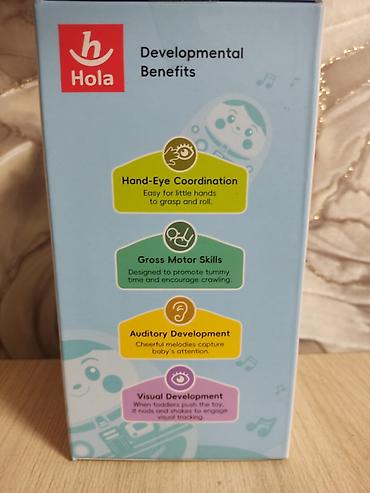 h
Hola
Developmental
Benefits
Hand-Eye Coordination
Easy for little hands
to grasp and roll.
Gross Motor Skills
Designed to promote tummy
time and encourage crawling.
Auditory Development
Cheerful melodies capture
baby's attention.
Visual Development
When toddlers push the toy,
it nods and shakes to engage
visual tracking.